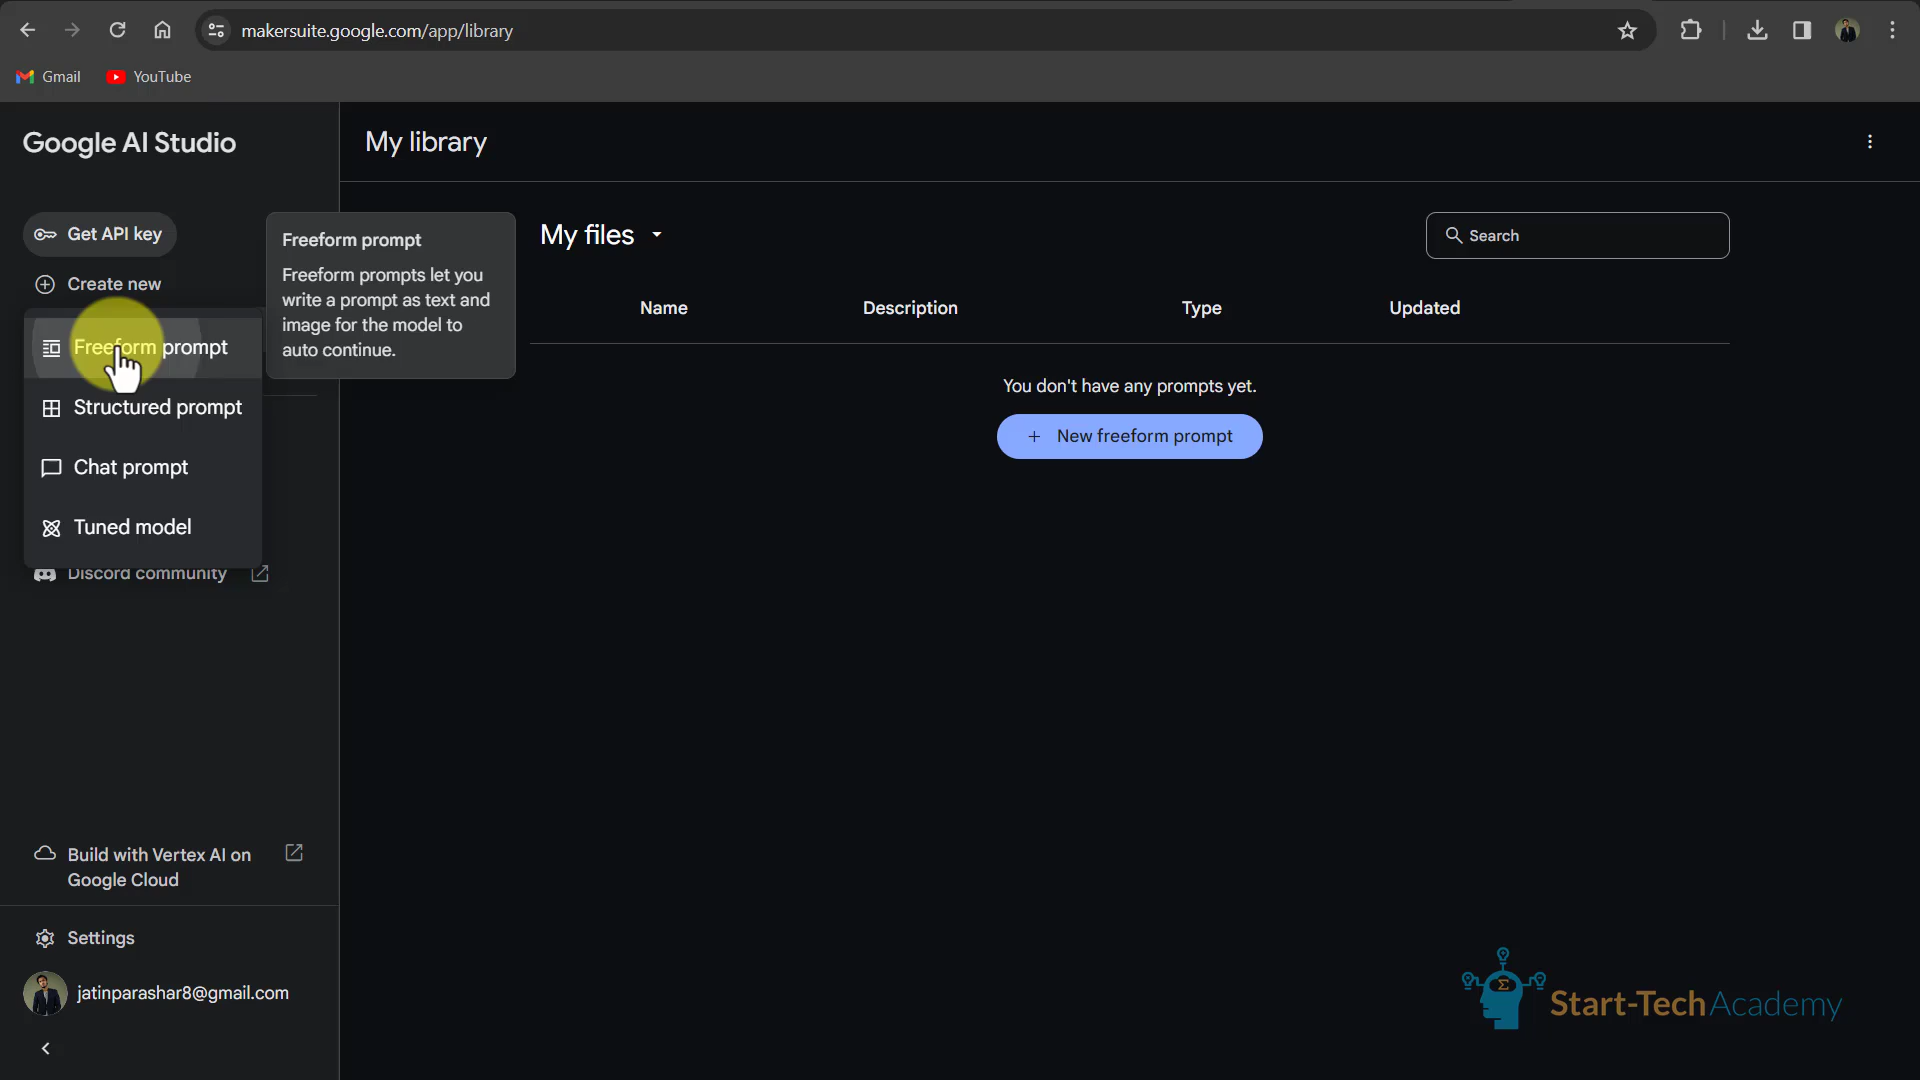 makersuite.google.com/app/library
Gmail
YouTube
Google AI Studio
My library
Get API key
Create new
Freeform prompt
Structured prompt
Chat prompt
Tuned model
Discord community
Freeform prompt
Freeform prompts let you
write a prompt as text and
image for the model to
auto continue.
My files
Search
Name Description Type Updated
You don't have any prompts yet.
+ New freeform prompt
Build with Vertex AI on
Google Cloud
Settings
jatinparashar8@gmail.com
Σ
Start-Tech Academy